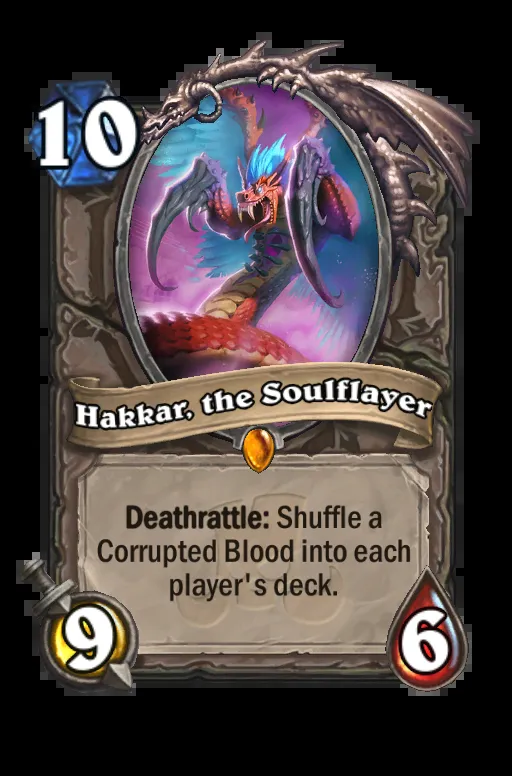 10
Hakkar, the Soulflayer
Deathrattle: Shuffle a
Corrupted Blood into each
player's deck.
9
6